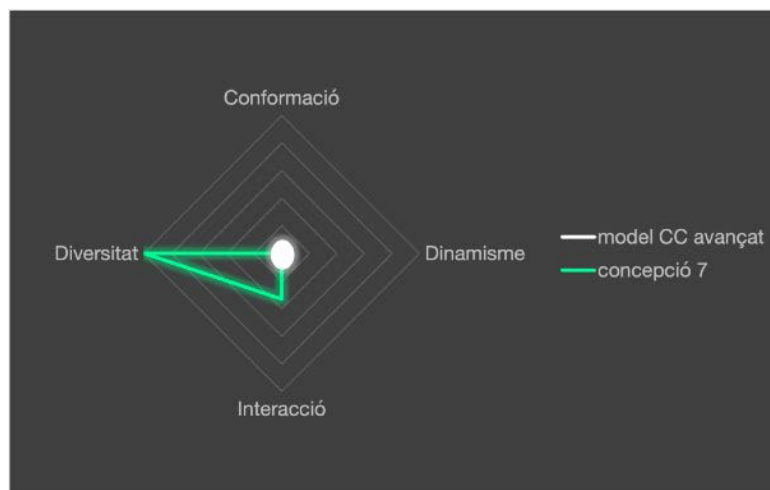 Conformació
Diversitat
Dinamisme
Interacció
model CC avançat
concepció 7